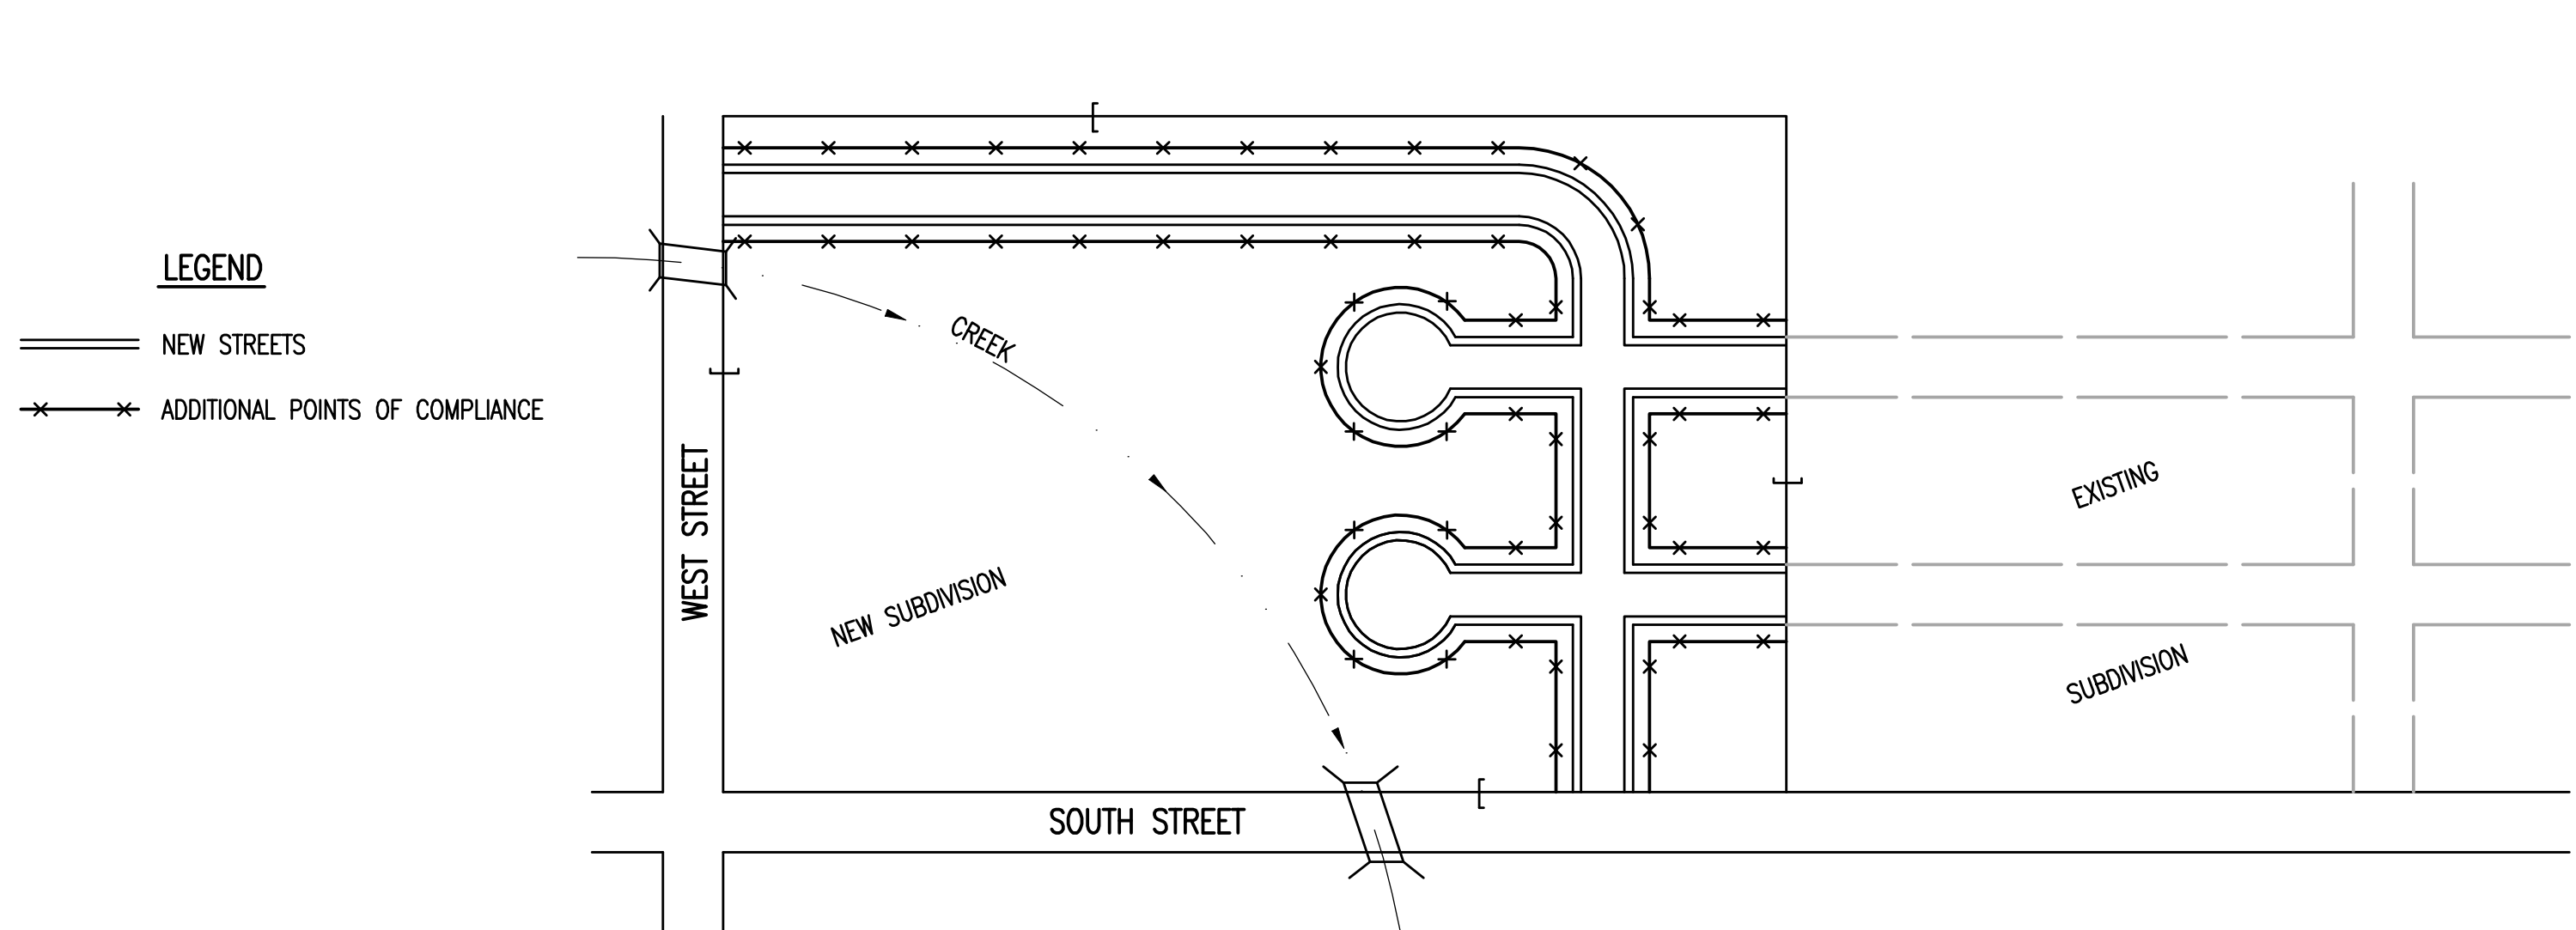 LEGEND
NEW STREETS
ADDITIONAL POINTS OF COMPLIANCE
WEST STREET
CREEK
NEW SUBDIVISION
SOUTH STREET
EXISTING
SUBDIVISION